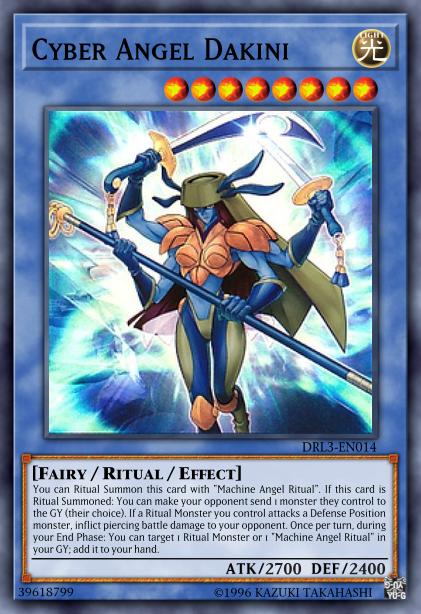 CYBER ANGEL DAKINI
LIGHT
光
DRL3-EN014
[FAIRY / RITUAL / EFFECT]
You can Ritual Summon this card with "Machine Angel Ritual". If this card is
Ritual Summoned: You can make your opponent send 1 monster they control to
the GY (their choice). If a Ritual Monster you control attacks a Defense Position
monster, inflict piercing battle damage to your opponent. Once per turn, during
your End Phase: You can target 1 Ritual Monster or 1 "Machine Angel Ritual" in
your GY; add it to your hand.
ATK/2700 DEF/2400
39618799
©1996 KAZUKI TAKAHASHI